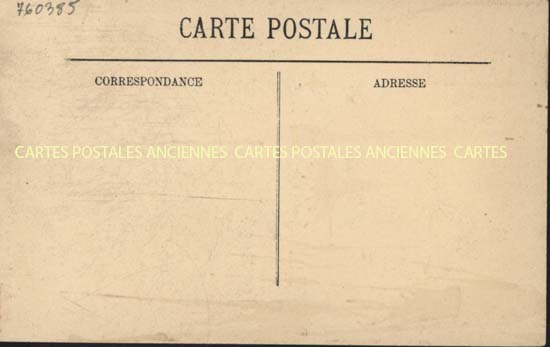 760385
CARTE POSTALE
CORRESPONDANCE
ADRESSE
CARTES POSTALES ANCIENNES CARTES POSTALES ANCIENNES CARTES